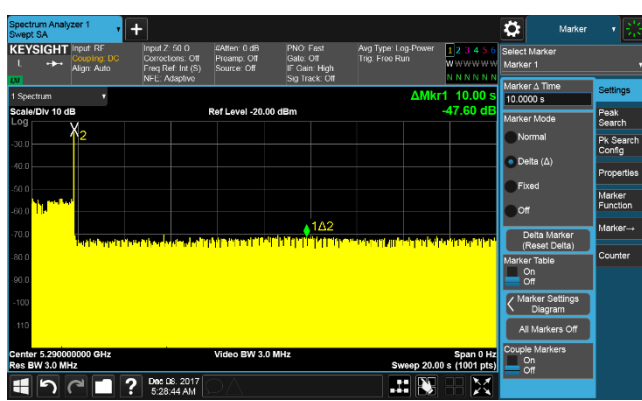 Spectrum Analyzer 1
Swept SA
Marker
KEYSIGHT
L
Input: RF
Coupling: DC
Align: Auto
Input Z: 50 Ω
Corrections: Off
Freq Ref: Int (S)
NFE: Adaptive
#Atten: 0 dB
Preamp: Off
Source: Off
PNO: Fast
Gate: Off
IF Gain: High
Sig Track: Off
Avg Type: Log-Power
Trig: Free Run
1 2 3 4 5 6
W W W W W W
N N N N N N
Select Marker
Marker 1
1 Spectrum
Scale/Div 10 dB
Log
Ref Level -20.00 dBm
ΔMkr1 10.00 s
-47.60 dB
2
1Δ2
-30.0
-40.0
-50.0
-60.0
-70.0
-80.0
-90.0
-100
-110
Center 5.290000000 GHz
Res BW 3.0 MHz
Video BW 3.0 MHz
Span 0 Hz
Sweep 20.00 s (1001 pts)
Marker Δ Time
10.0000 s
Marker Mode
Normal
Delta (Δ)
Fixed
Off
Delta Marker
(Reset Delta)
Marker Table
On
Off
Marker Settings
Diagram
All Markers Off
Couple Markers
On
Off
Settings
Peak
Search
Pk Search
Config
Properties
Marker
Function
Marker→
Counter
?
Dec 08, 2017
5:28:44 AM